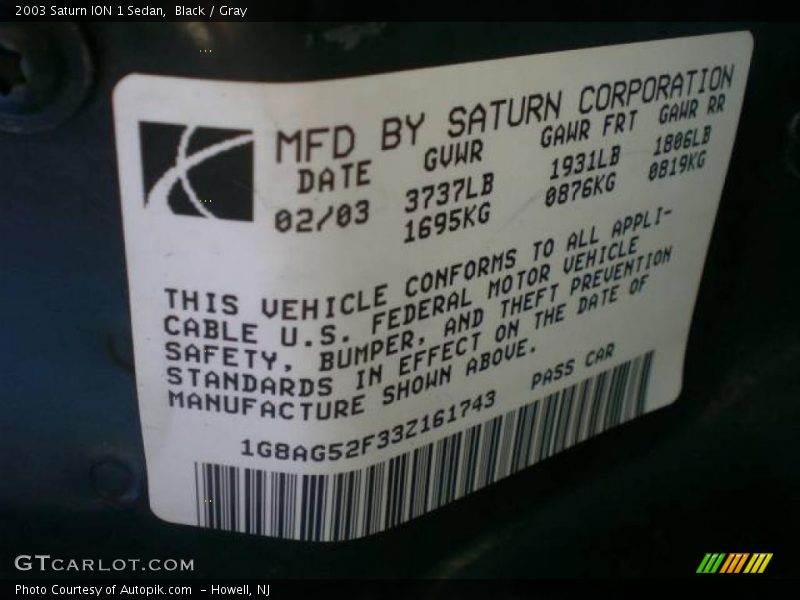 2003 Saturn ION 1 Sedan,  Black / Gray
MFD BY SATURN CORPORATION
DATE GVWR GAWR FRT GAWR RR
02/03 3737LB 1931LB 1806LB
1695KG 0876KG 0819KG
THIS VEHICLE CONFORMS TO ALL APPLI-
CABLE U.S. FEDERAL MOTOR VEHICLE
SAFETY, BUMPER, AND THEFT PREVENTION
STANDARDS IN EFFECT ON THE DATE OF
MANUFACTURE SHOWN ABOVE.
1G8AG52F33Z161743 PASS CAR
GTCARLOT.COM
Photo Courtesy of Autopik.com  - Howell, NJ